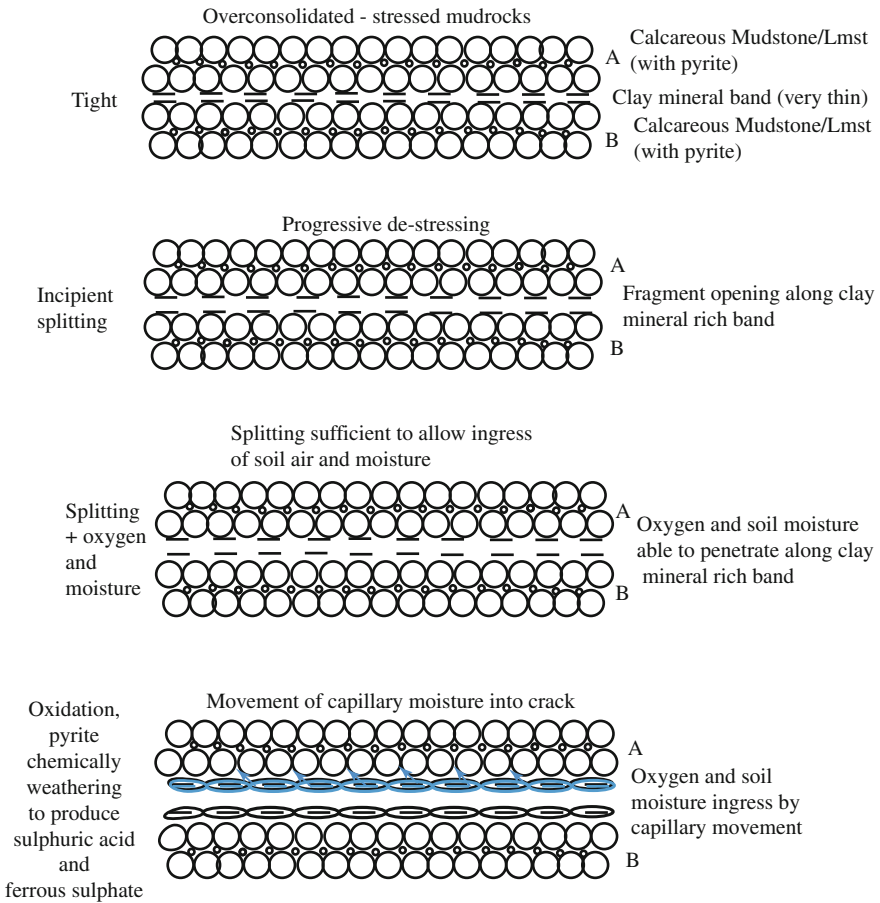 Overconsolidated - stressed mudrocks
Tight
A
Calcareous Mudstone/Lmst
(with pyrite)
Clay mineral band (very thin)
B
Calcareous Mudstone/Lmst
(with pyrite)
Progressive de-stressing
Incipient
splitting
A
Fragment opening along clay
mineral rich band
B
Splitting sufficient to allow ingress
of soil air and moisture
Splitting
+ oxygen
and
moisture
A
Oxygen and soil moisture
able to penetrate along clay
mineral rich band
B
Movement of capillary moisture into crack
Oxidation,
pyrite
chemically
weathering
to produce
sulphuric acid
and
ferrous sulphate
A
Oxygen and soil
moisture ingress by
capillary movement
B